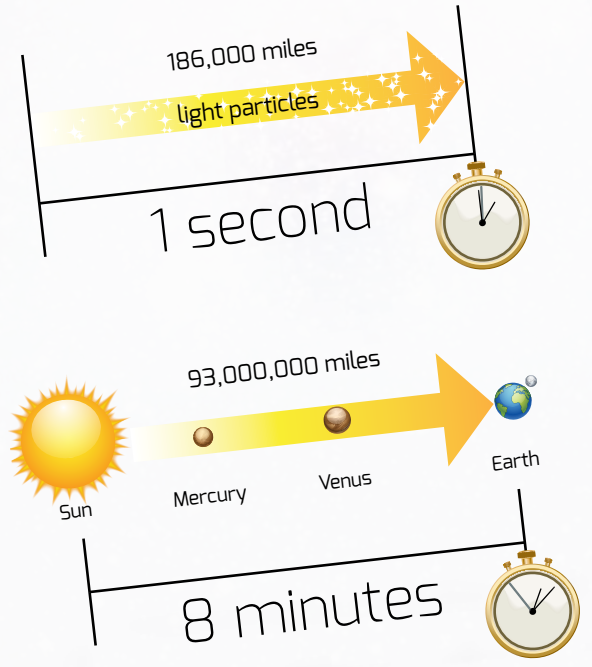 186,000 miles
light particles
1 second
93,000,000 miles
Sun
Mercury
Venus
Earth
8 minutes